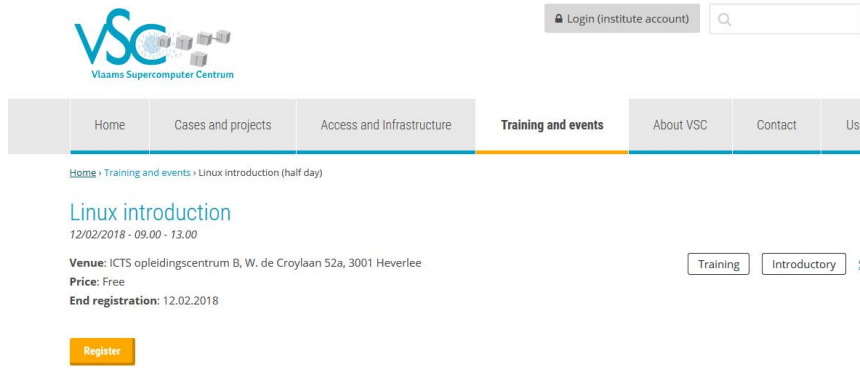 Login (institute account)
VSC
Vlaams Supercomputer Centrum
Home
Cases and projects
Access and Infrastructure
Training and events
About VSC
Contact
Us
Home › Training and events › Linux introduction (half day)
Linux introduction
12/02/2018 - 09.00 - 13.00
Venue: ICTS opleidingscentrum B, W. de Croylaan 52a, 3001 Heverlee
Training
Introductory
Price: Free
End registration: 12.02.2018
Register